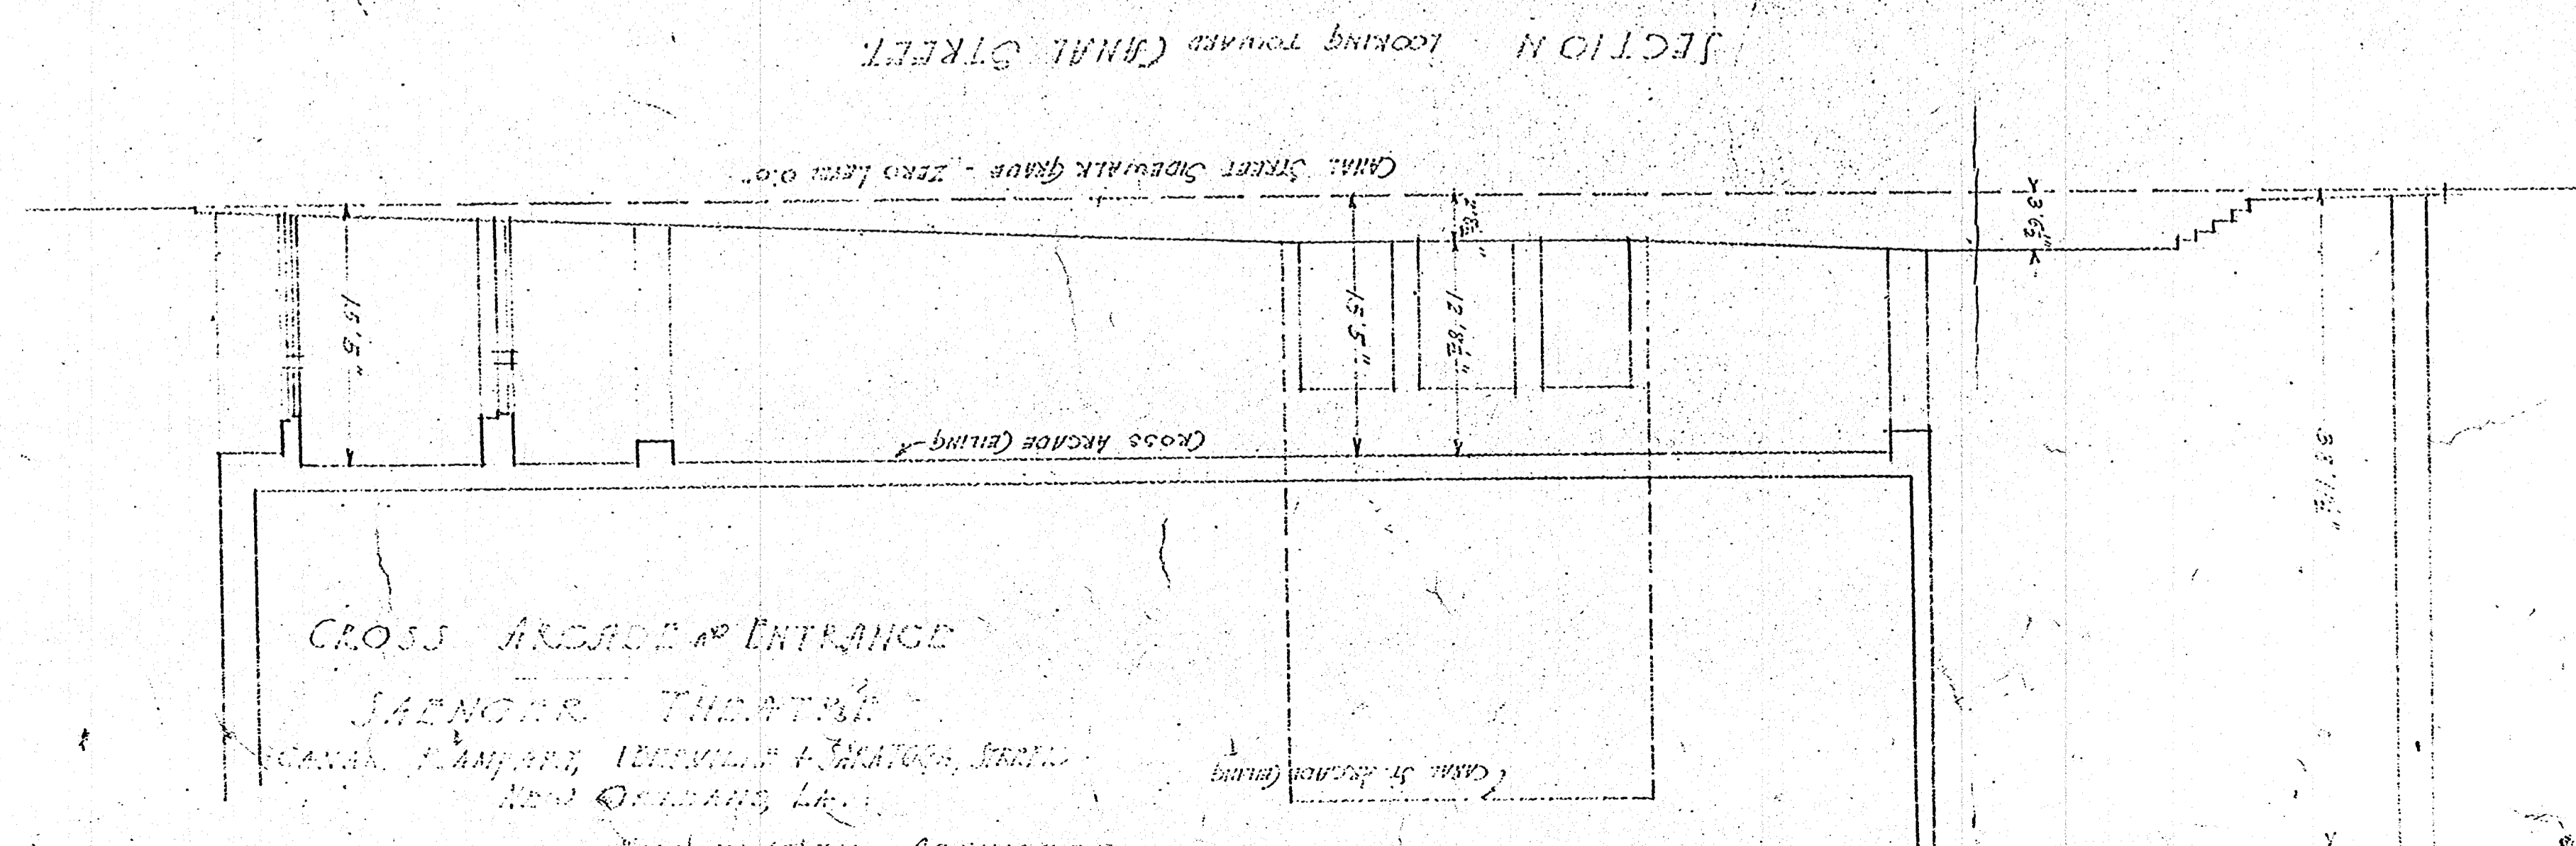 SECTION LOOKING TOWARD CANAL STREET.
CANAL STREET SIDEWALK GRADE - ZERO LEVEL 0'.0"
3'6½"
15'5"
15'5"
12'8½"
38'1½"
CROSS ARCADE CEILING
CROSS ARCADE AND ENTRANCE
SAENGER THEATRE
CANAL, RAMPART, IBERVILLE + SARATOGA, STREETS
NEW ORLEANS, LA.
CANAL ST. ARCADE CEILING